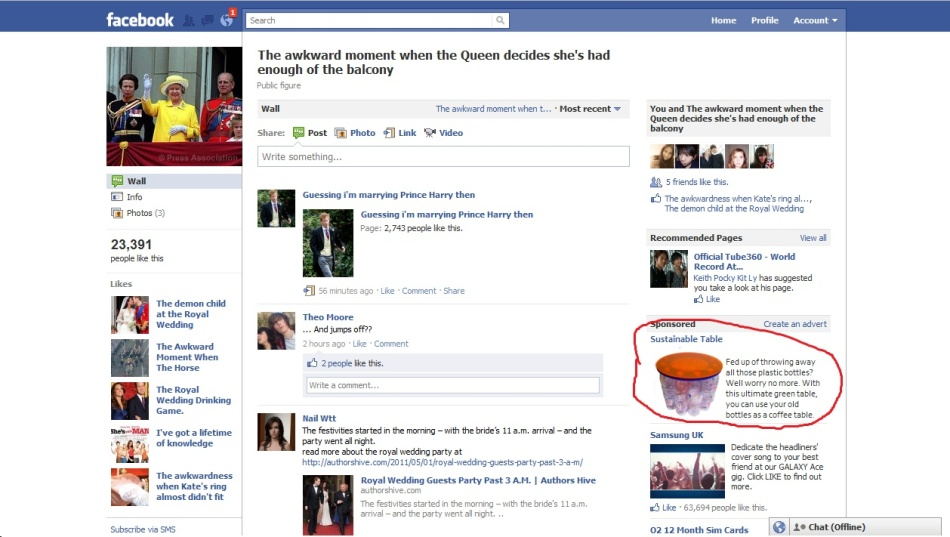 facebook
1
Search
Home Profile Account
The awkward moment when the Queen decides she's had
enough of the balcony
Public figure
© Press Association
Wall
Info
Photos (3)
23,391
people like this
Likes
The demon child
at the Royal
Wedding
The Awkward
Moment When
The Horse
The Royal
Wedding Drinking
Game.
I've got a lifetime
of knowledge
The awkwardness
when Kate's ring
almost didn't fit
Subscribe via SMS
Wall
The awkward moment when t... · Most recent
Share: Post Photo Link Video
Write something...
Guessing i'm marrying Prince Harry then
Guessing i'm marrying Prince Harry then
Page: 2,743 people like this.
56 minutes ago · Like · Comment · Share
Theo Moore
... And jumps off??
2 hours ago · Like · Comment
2 people like this.
Write a comment...
Nail Wtt
The festivities started in the morning – with the bride's 11 a.m. arrival – and the
party went all night.
read more about the royal wedding party at
http://authorshive.com/2011/05/01/royal-wedding-guests-party-past-3-a-m/
Royal Wedding Guests Party Past 3 A.M. | Authors Hive
authorshive.com
The festivities started in the morning – with the bride's 11 a.m.
arrival – and the party went all night. ..
You and The awkward moment when the
Queen decides she's had enough of the
balcony
5 friends like this.
The awkwardness when Kate's ring al...,
The demon child at the Royal Wedding
Recommended Pages View all
Official Tube360 - World
Record At...
Keith Pocky Kit Ly has suggested
you take a look at his page.
Like
Sponsored Create an advert
Sustainable Table
Fed up of throwing away
all those plastic bottles?
Well worry no more. With
this ultimate green table,
you can use your old
bottles as a coffee table.
Samsung UK
Dedicate the headliners'
cover song to your best
friend at our GALAXY Ace
gig. Click LIKE to find out
more.
Like · 63,694 people like this.
O2 12 Month Sim Cards
Chat (Offline)